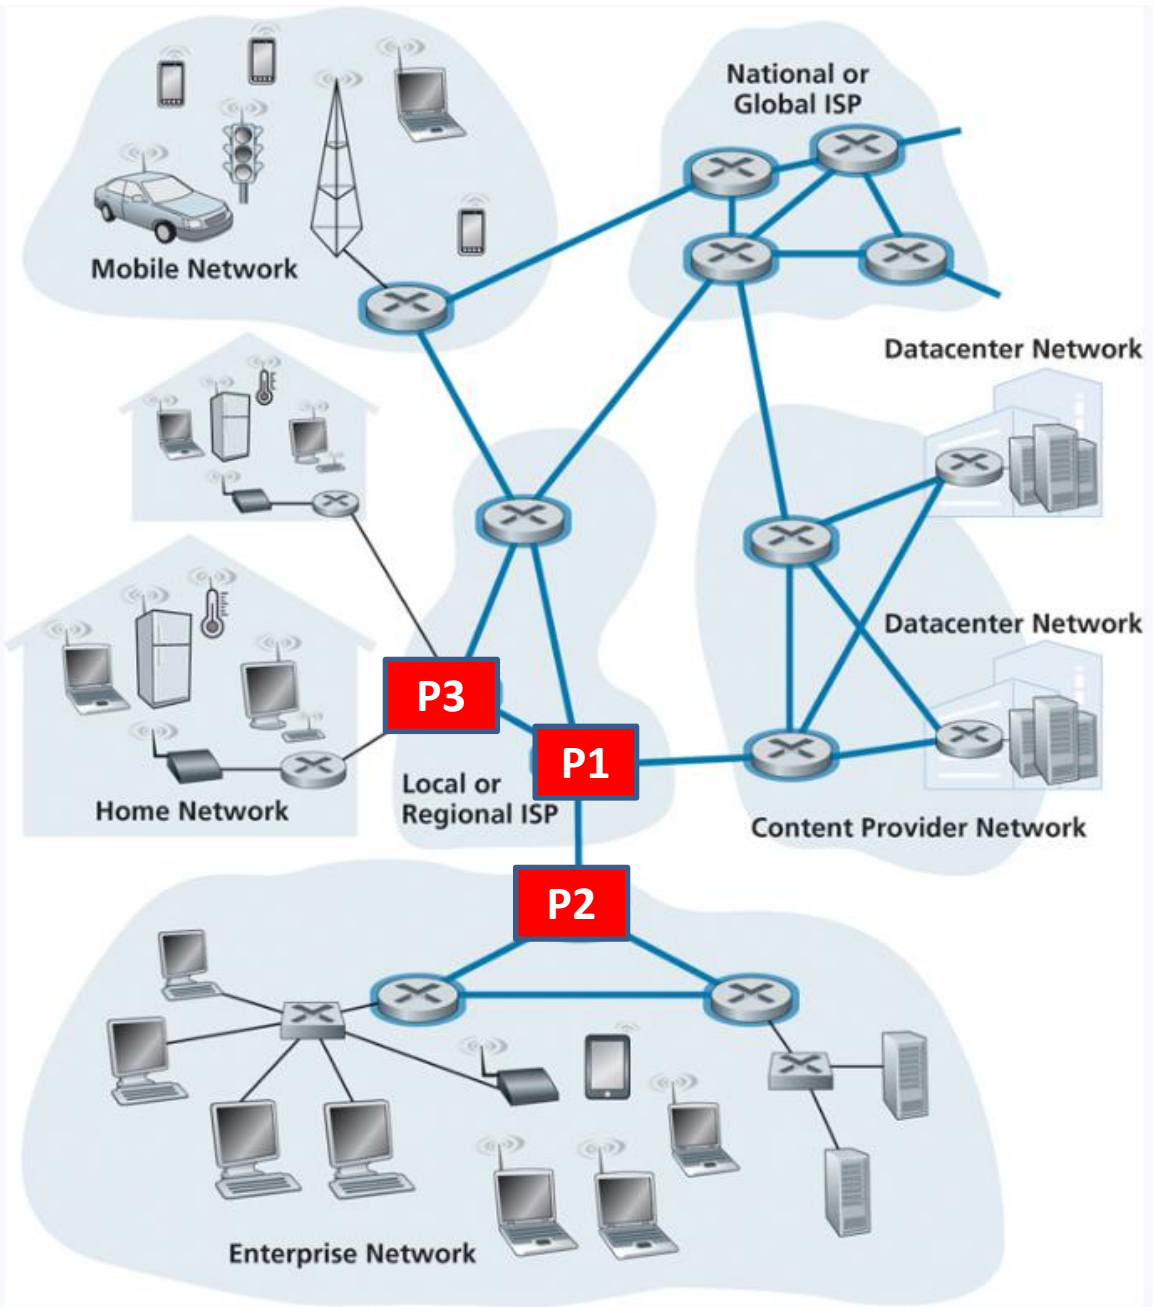 National or
Global ISP
Mobile Network
Datacenter Network
Datacenter Network
P3
P1
Local or
Regional ISP
Home Network
Content Provider Network
P2
Enterprise Network